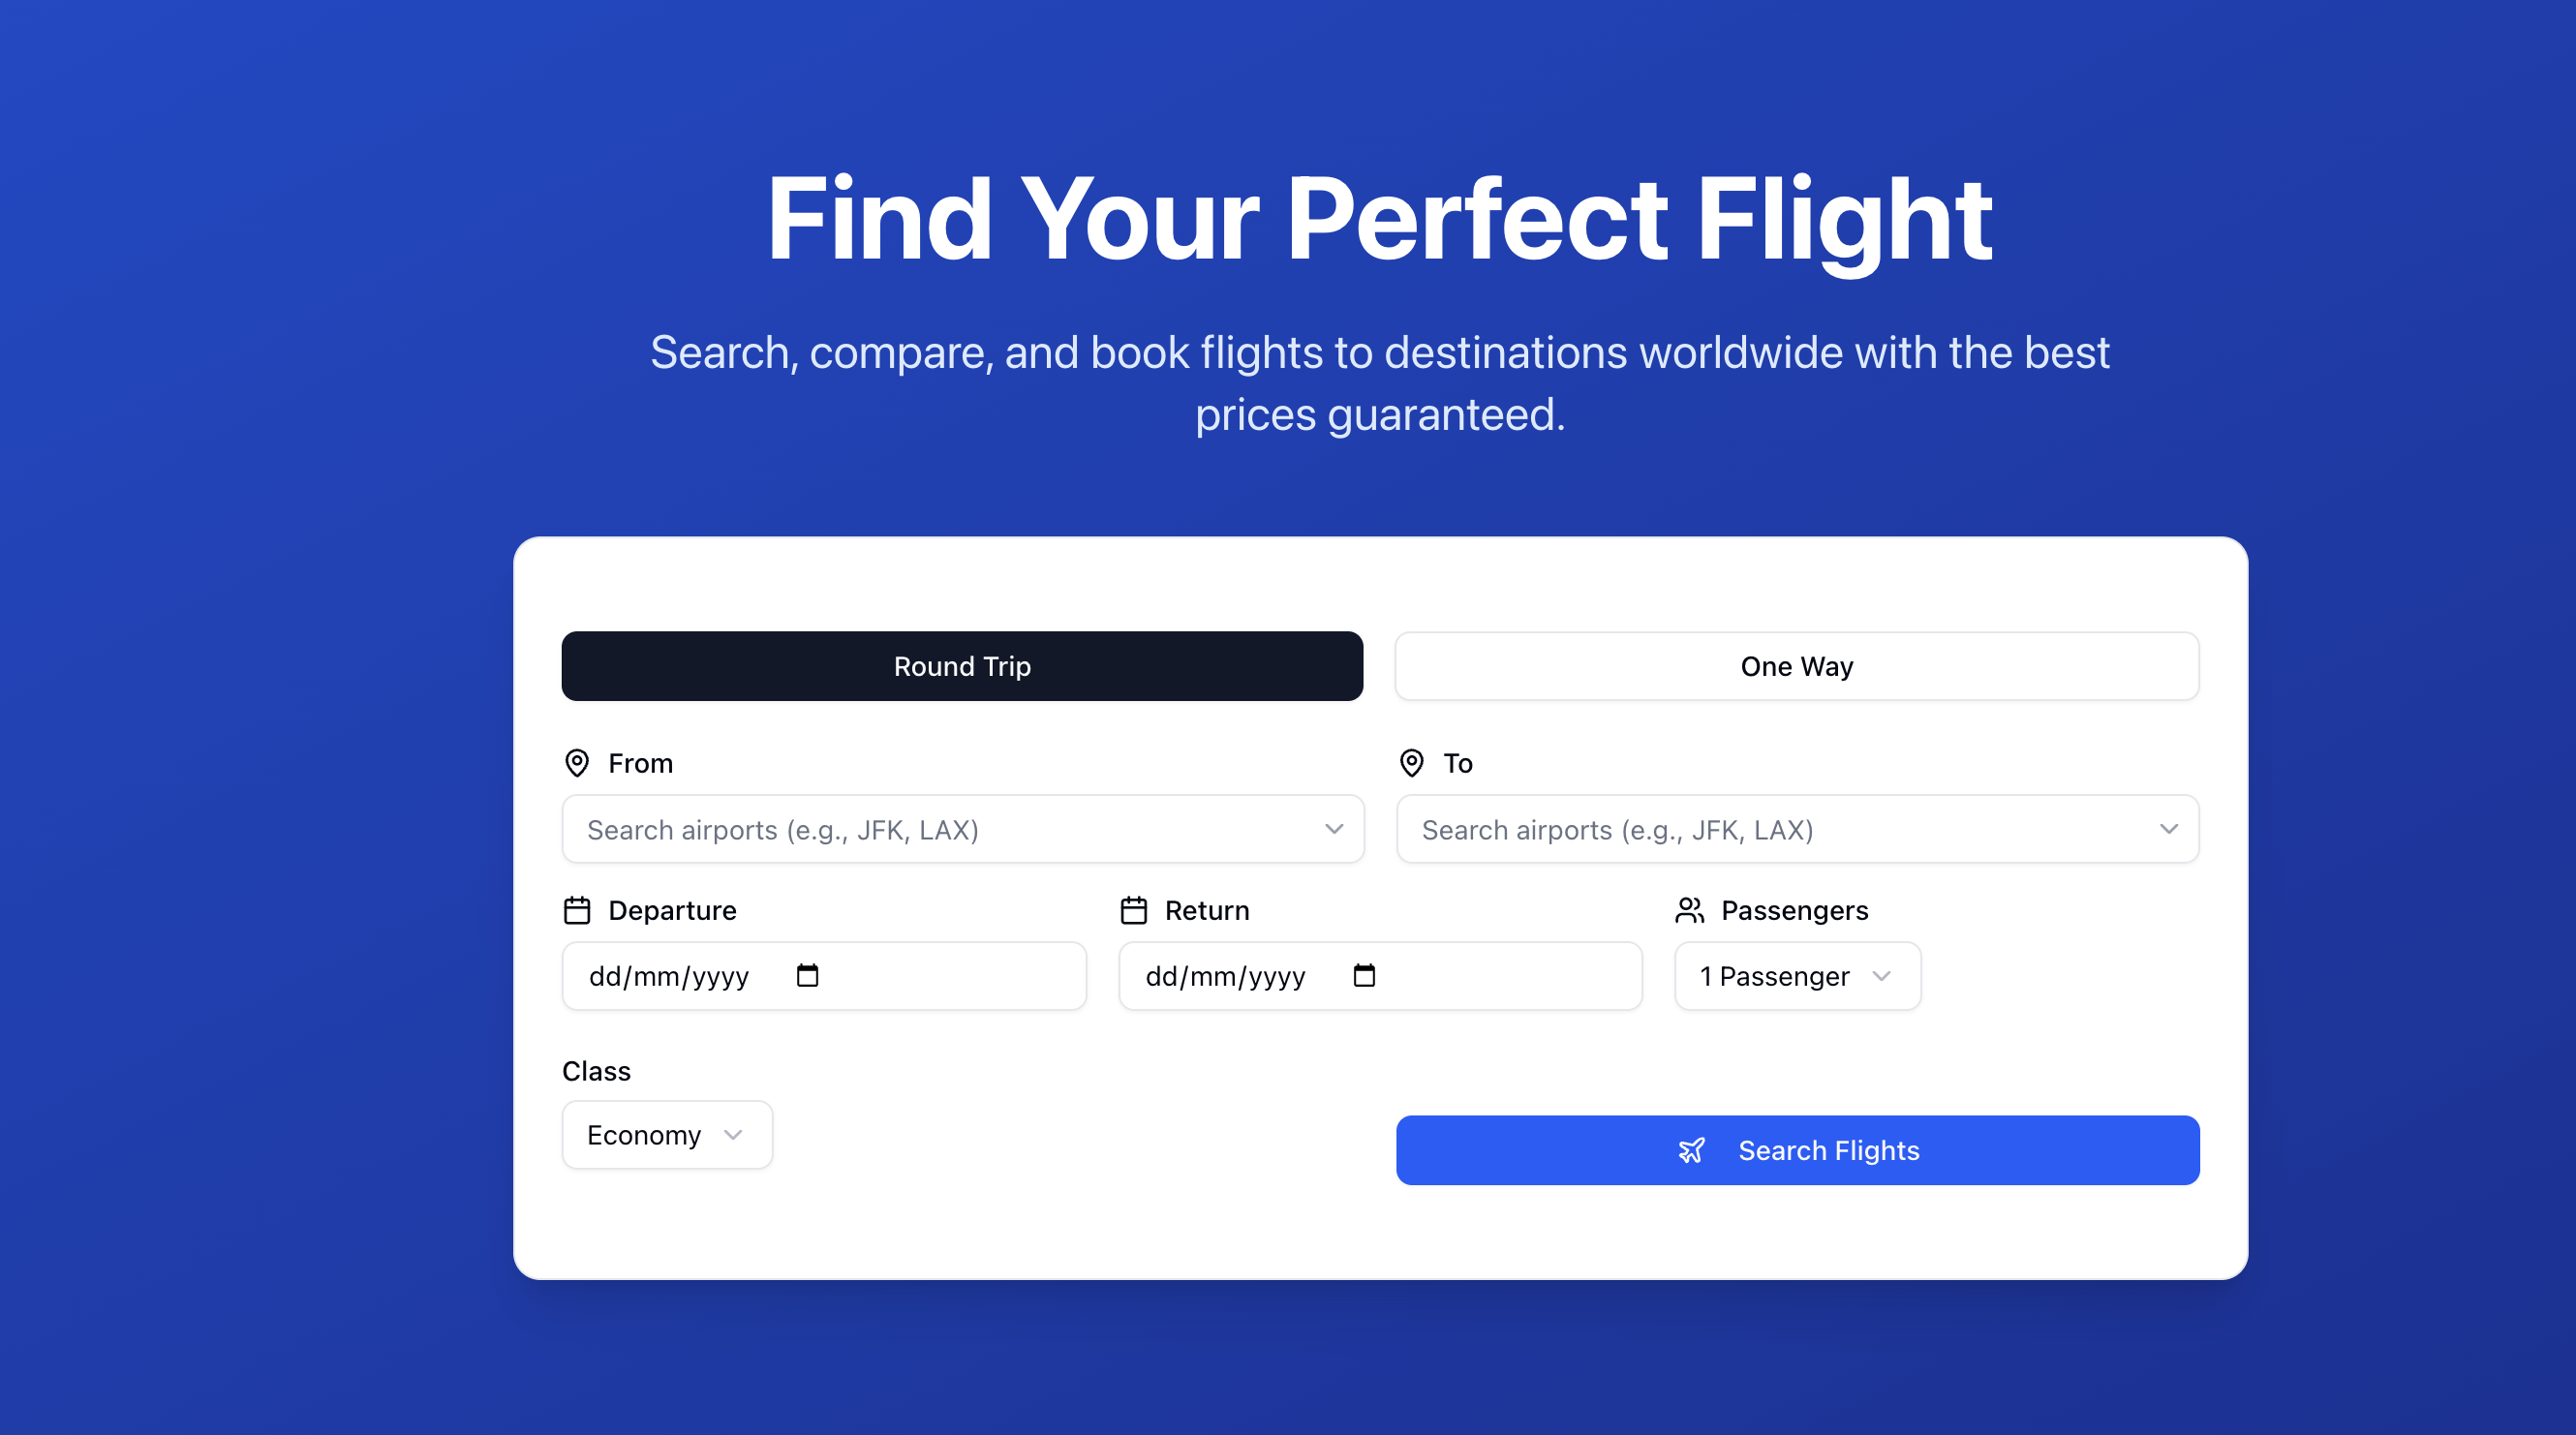 Find Your Perfect Flight
Search, compare, and book flights to destinations worldwide with the best
prices guaranteed.
Round Trip
One Way
From
To
Search airports (e.g., JFK, LAX)
Search airports (e.g., JFK, LAX)
Departure
Return
Passengers
dd/mm/yyyy
dd/mm/yyyy
1 Passenger
Class
Economy
Search Flights